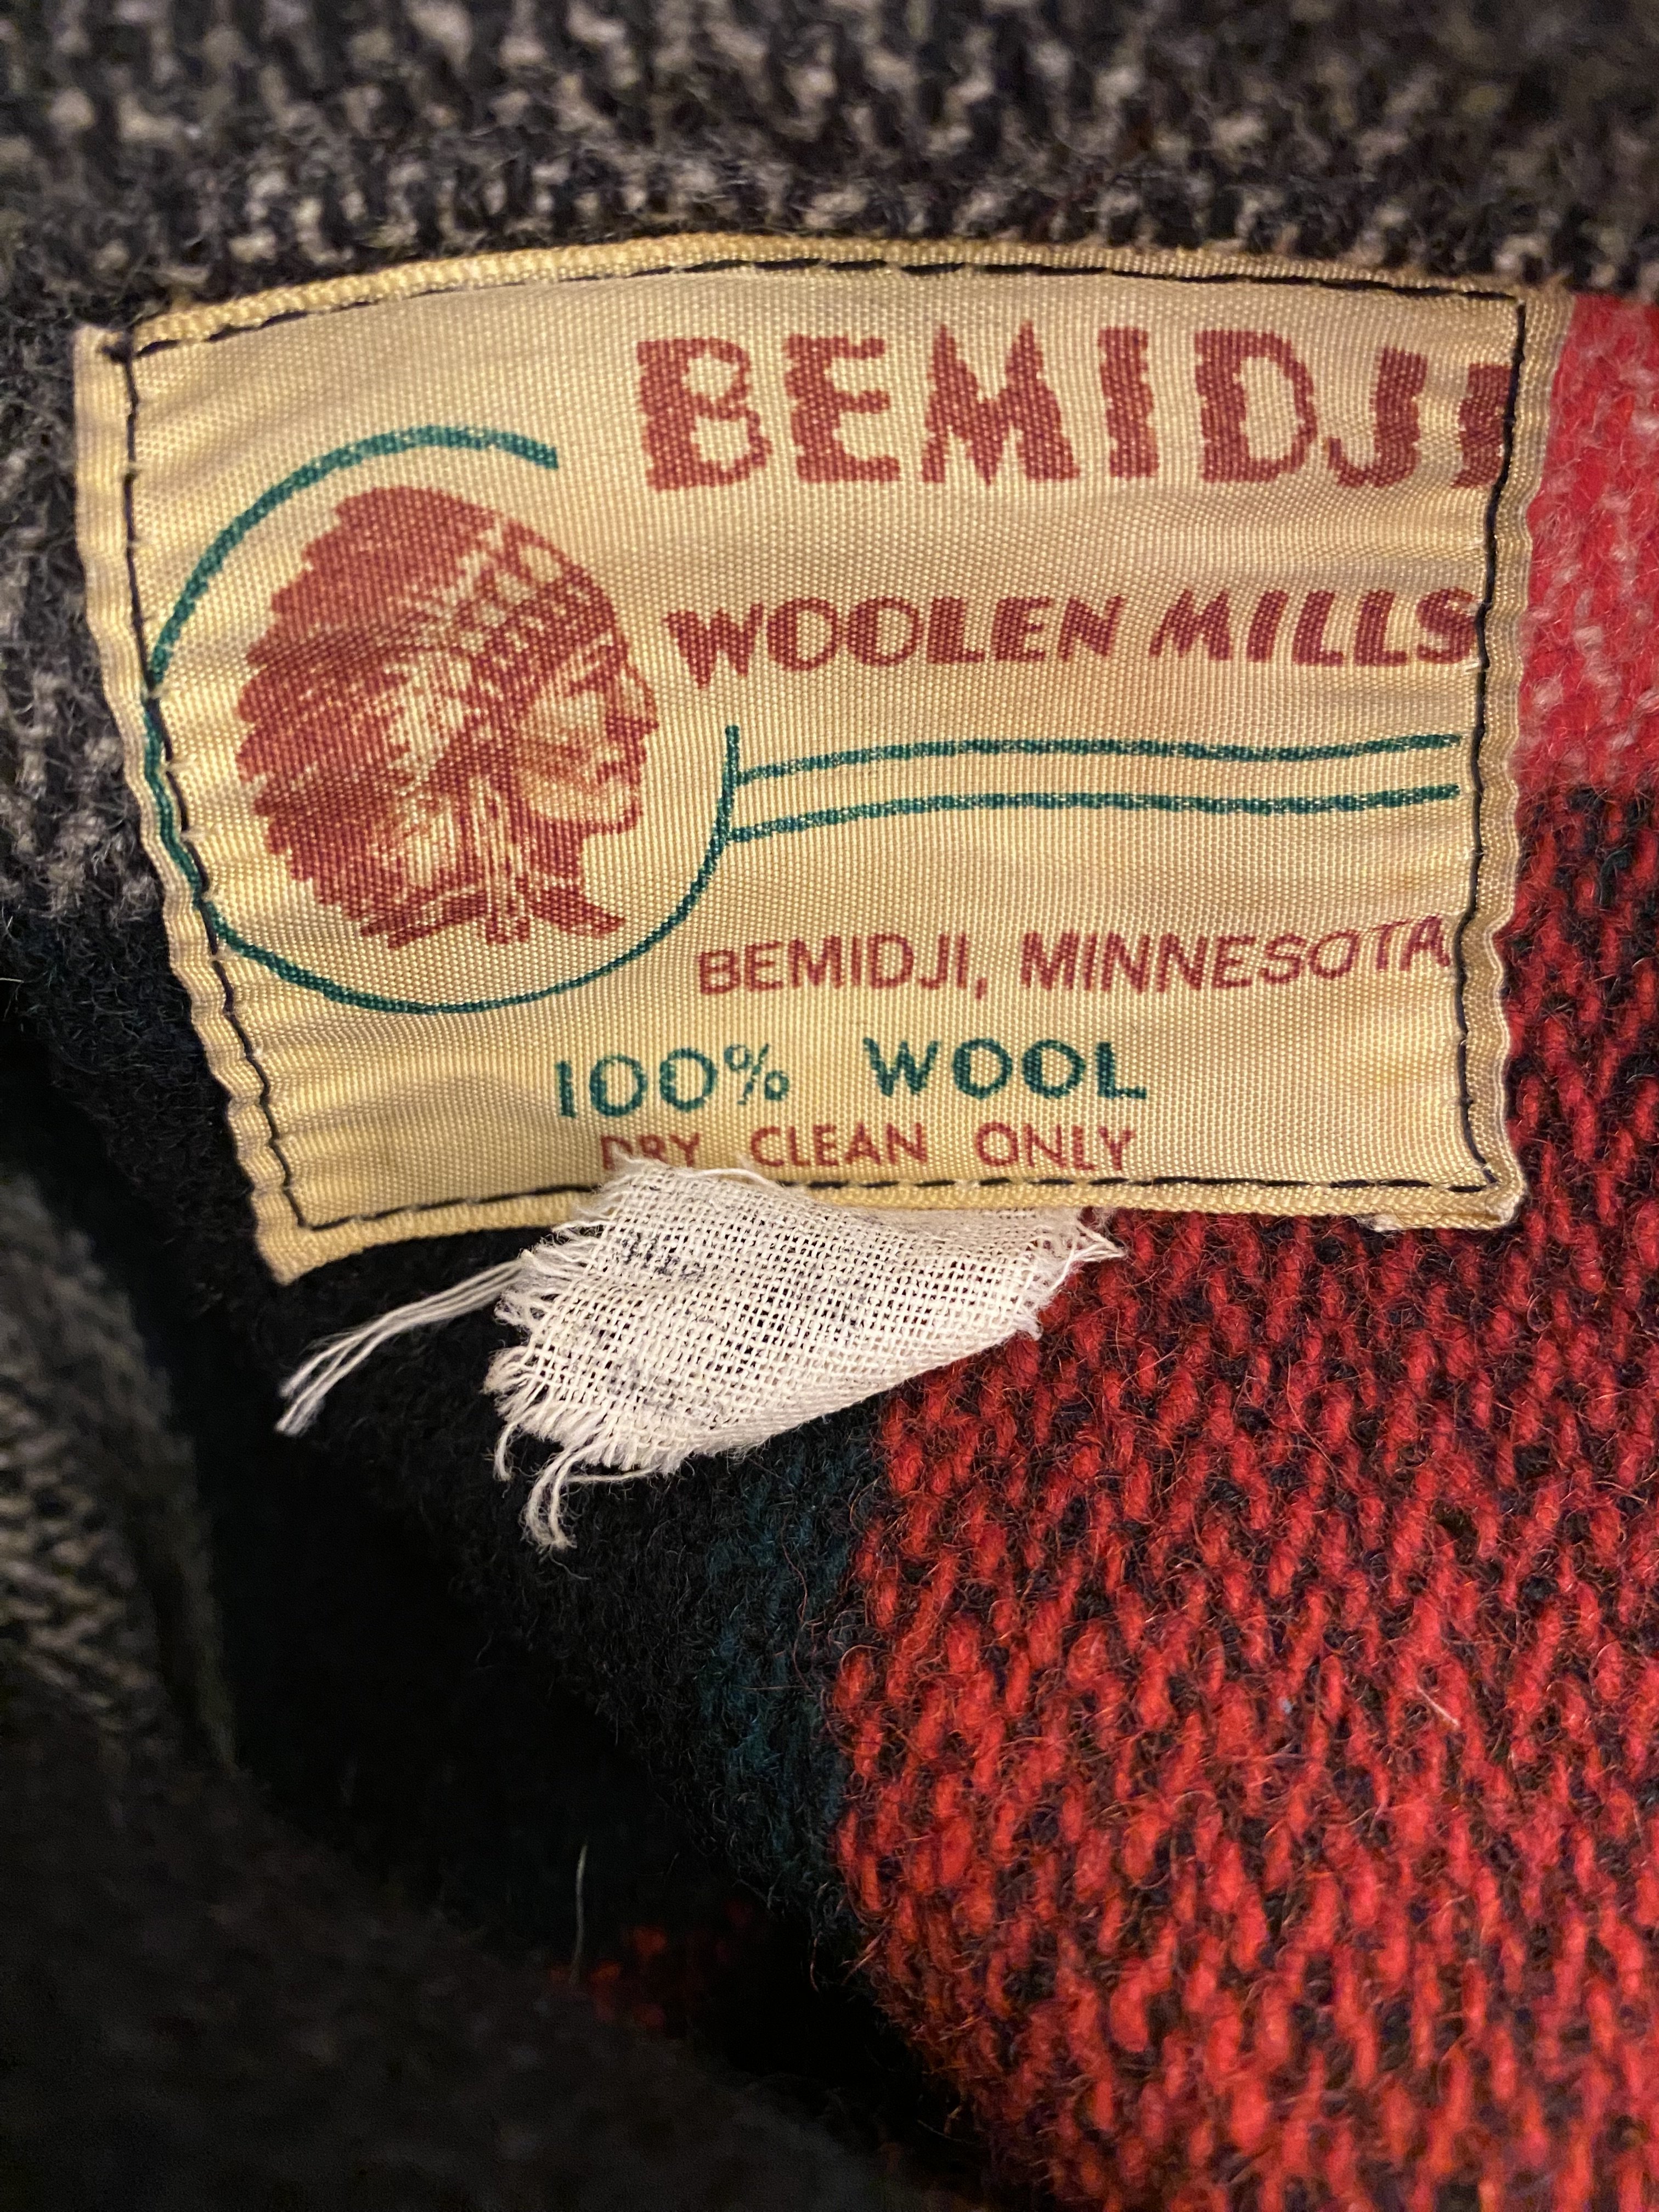 BEMIDJI
WOOLEN MILLS
BEMIDJI, MINNESOTA
100% WOOL
DRY CLEAN ONLY